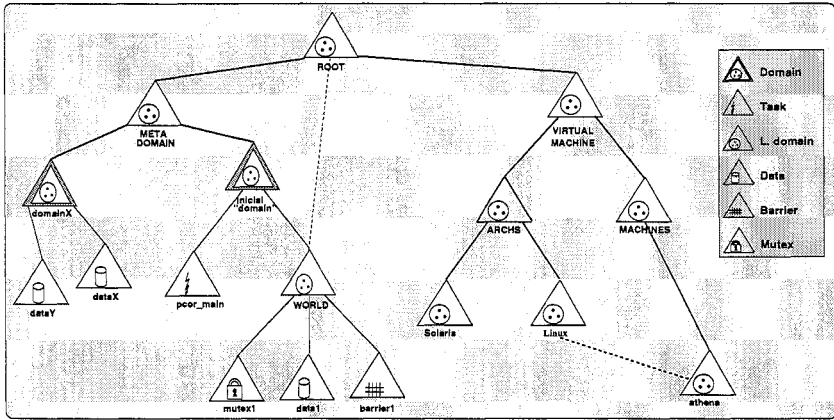 ROOT
META
DOMAIN
VIRTUAL
MACHINE
domainX
Inicial
"domain"
ARCHS
MACHINES
dataY
dataX
pcor_main
WORLD
Solaris
Linux
mutex1
data1
barrier1
athena
Domain
Task
L. domain
Data
Barrier
Mutex